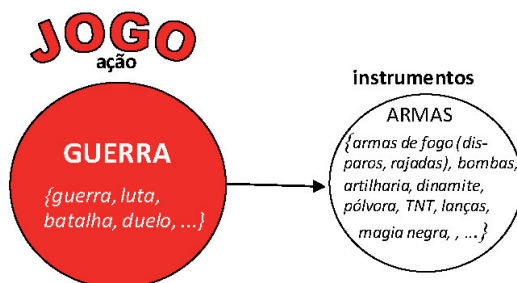 JOGO
ação
GUERRA
{guerra, luta,
batalha, duelo, ...}
instrumentos
ARMAS
{armas de fogo (dis-
paros, rajadas), bombas,
artilharia, dinamite,
pólvora, TNT, lanças,
magia negra, , ...}